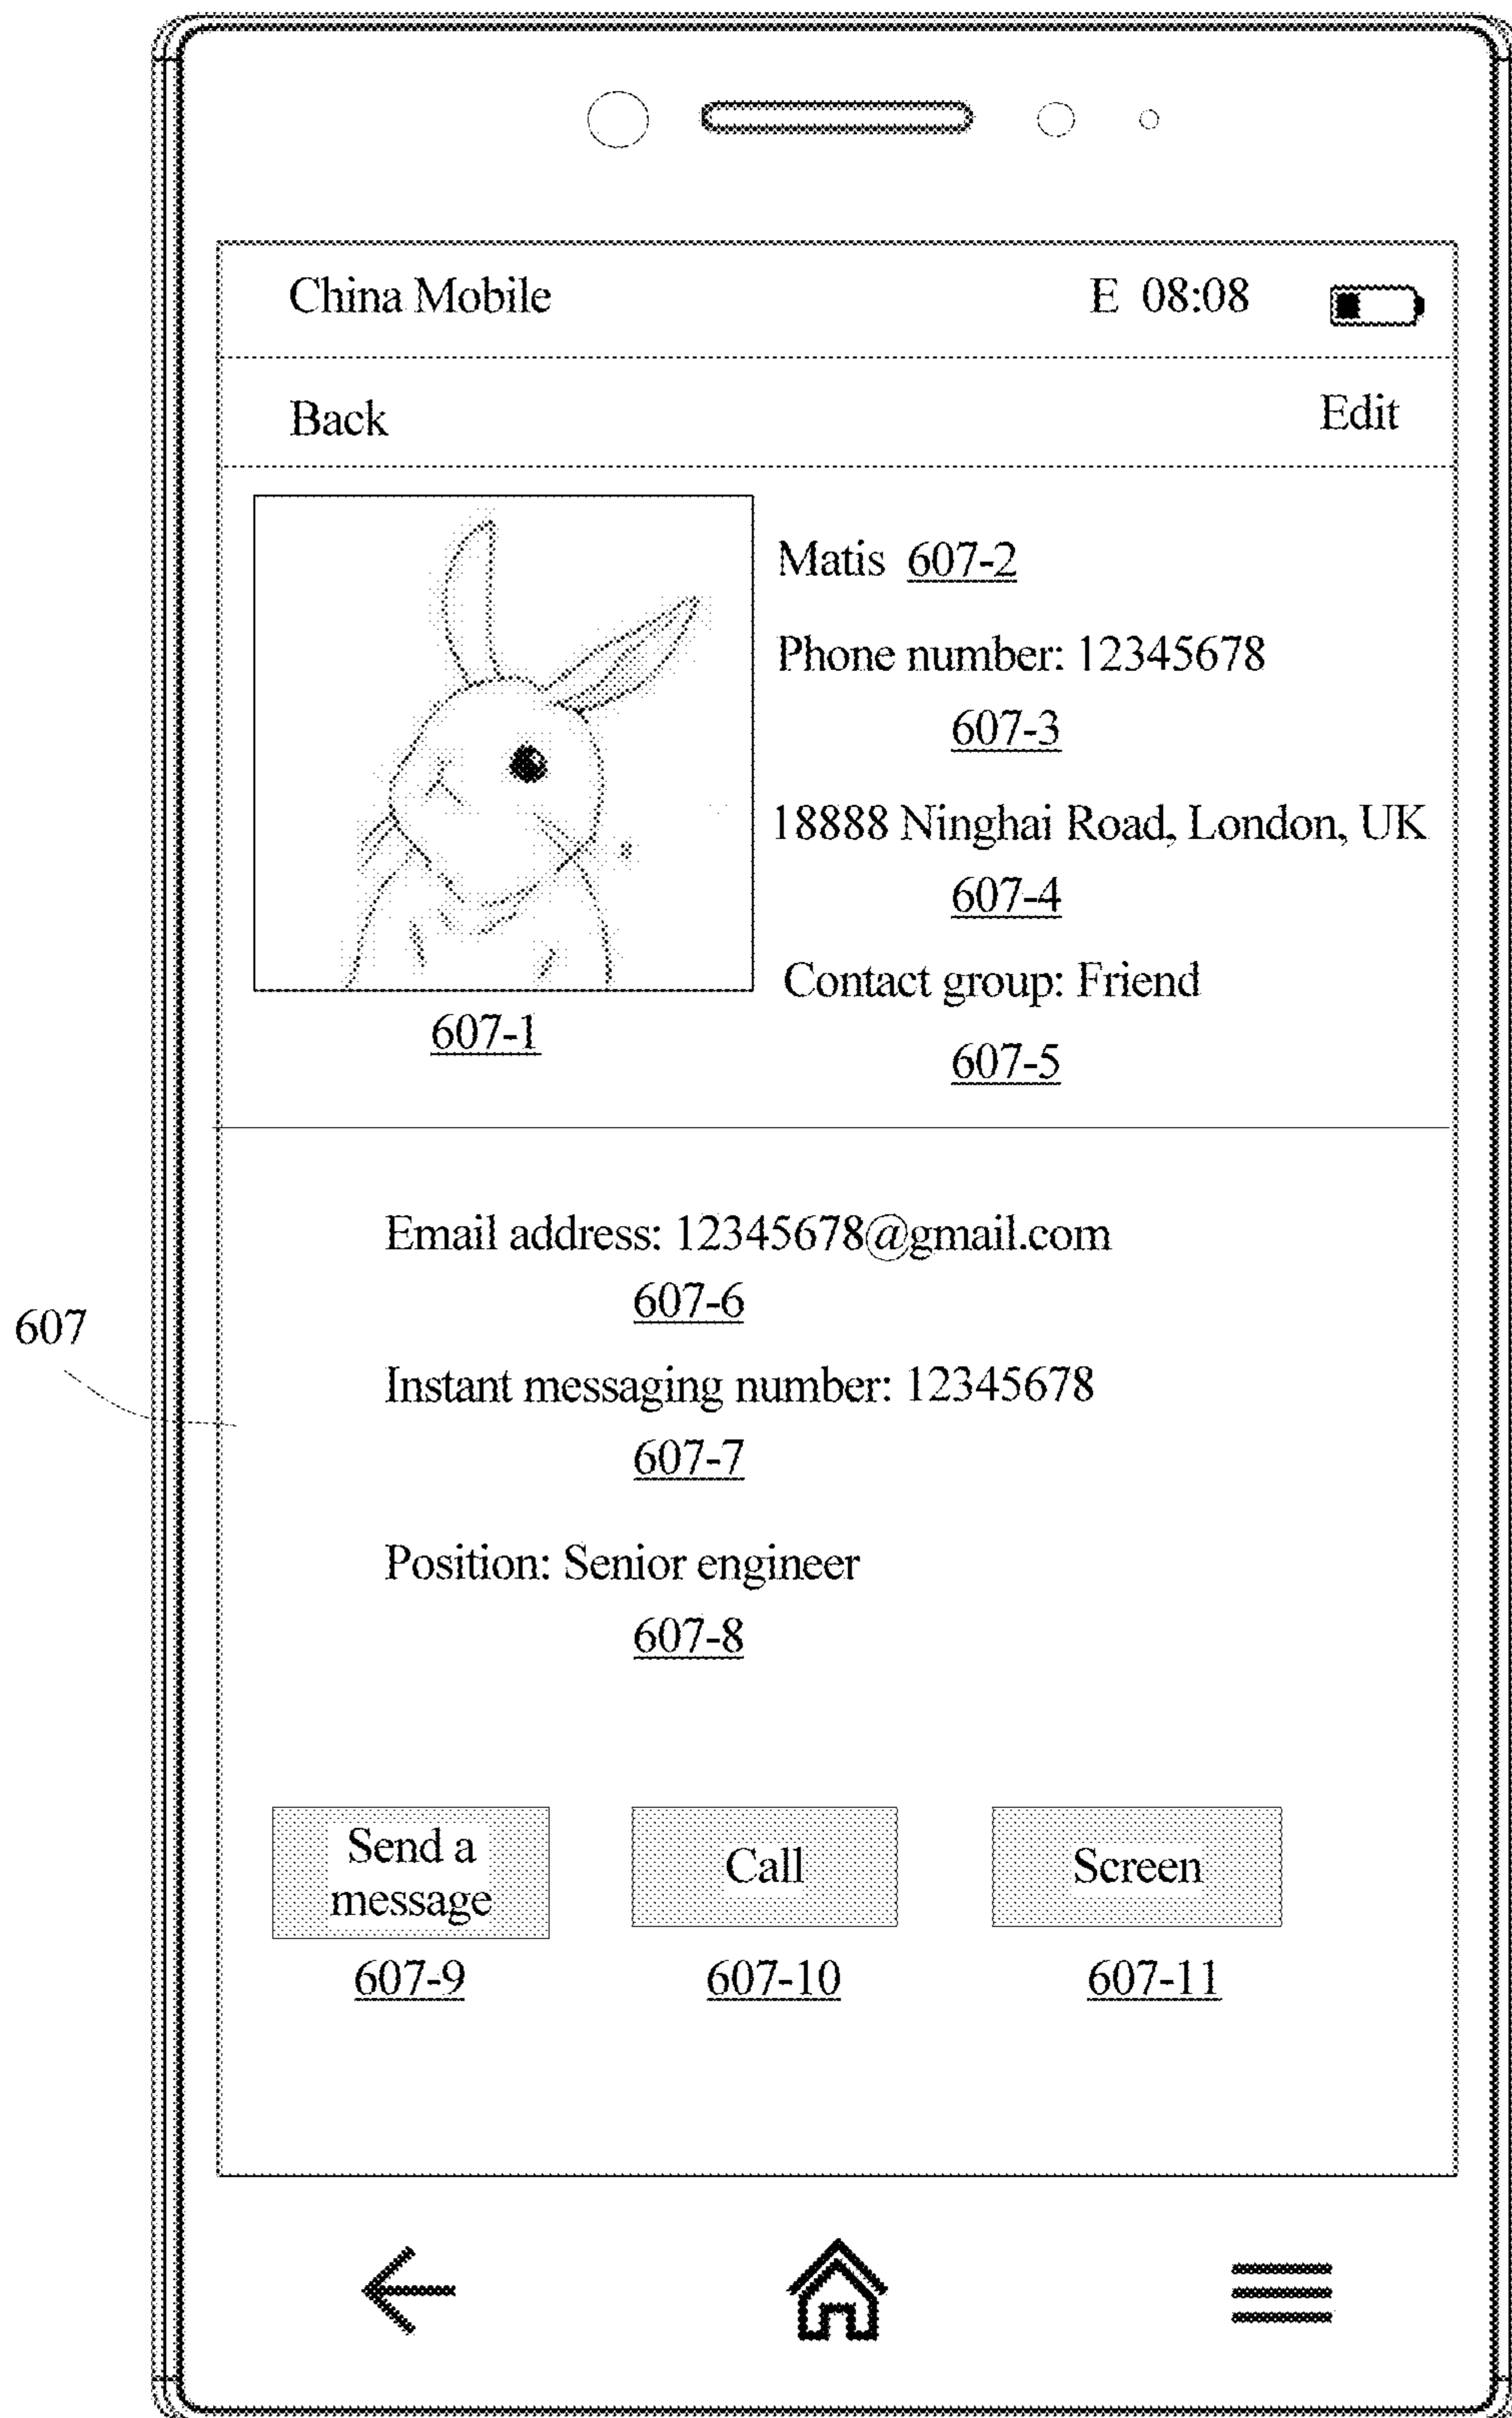 China Mobile E 08:08
Back Edit
Matis 607-2
Phone number: 12345678
607-3
18888 Ninghai Road, London, UK
607-4
Contact group: Friend
607-1
607-5
Email address: 12345678@gmail.com
607-6
607
Instant messaging number: 12345678
607-7
Position: Senior engineer
607-8
Send a
message
Call
Screen
607-9 607-10 607-11